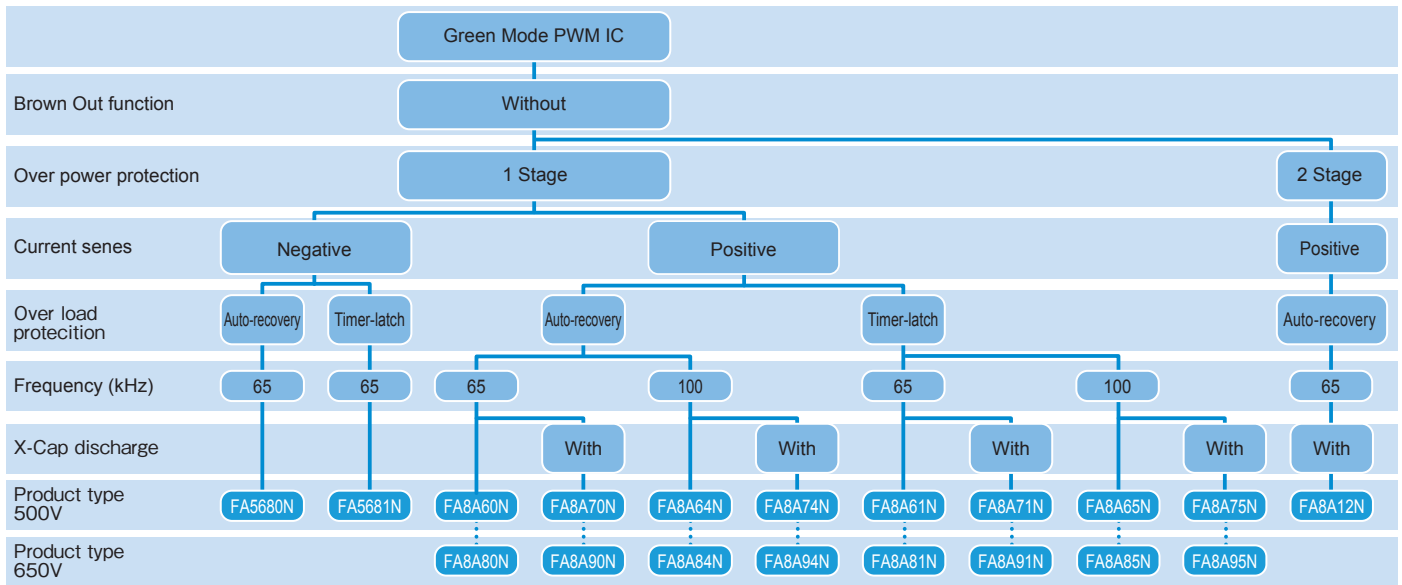 Green Mode PWM IC
Brown Out function
Without
Over power protection
1 Stage
2 Stage
Current senes
Negative
Positive
Positive
Over load
protecition
Auto-recovery
Timer-latch
Auto-recovery
Timer-latch
Auto-recovery
Frequency (kHz)
65
65
65
100
65
100
65
X-Cap discharge
With
With
With
With
With
Product type
500V
FA5680N
FA5681N
FA8A60N
FA8A70N
FA8A64N
FA8A74N
FA8A61N
FA8A71N
FA8A65N
FA8A75N
FA8A12N
Product type
650V
FA8A80N
FA8A90N
FA8A84N
FA8A94N
FA8A81N
FA8A91N
FA8A85N
FA8A95N